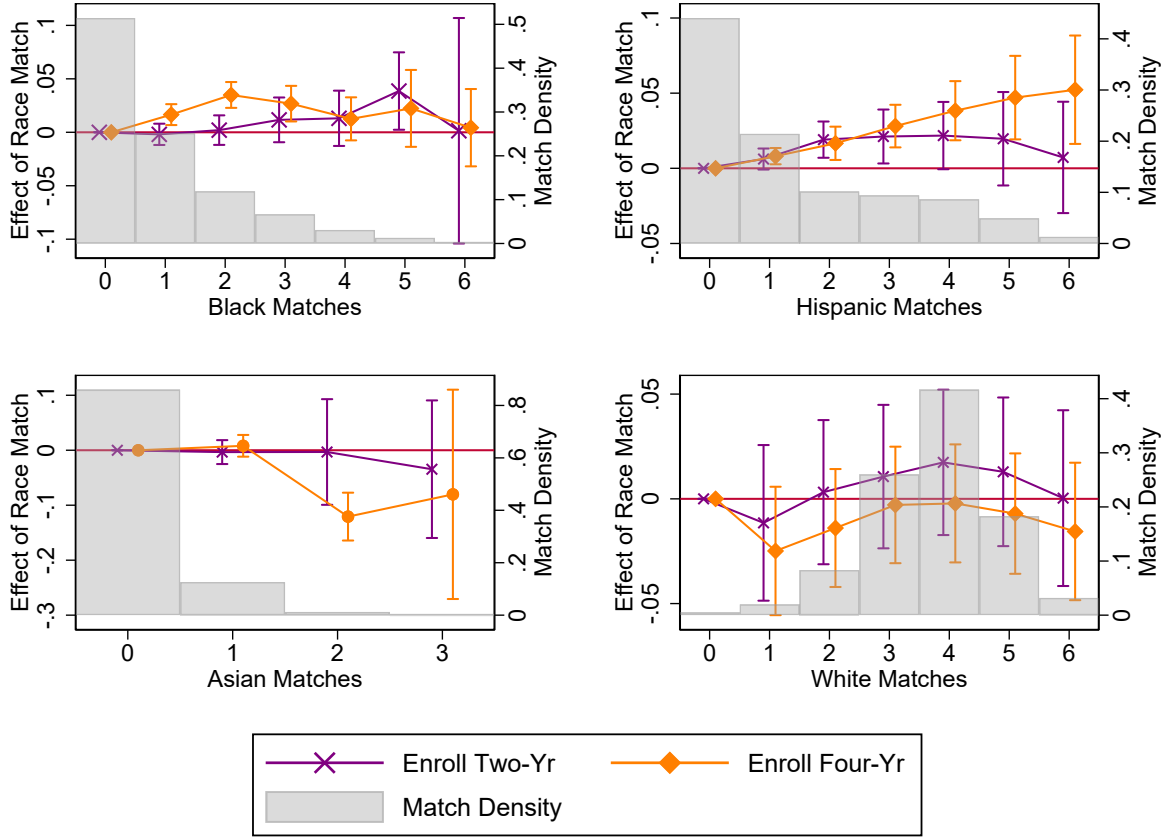 Effect of Race Match
-.1 -.05 0 .05 .1
0 .1 .2 .3 .4 .5
Match Density
0 1 2 3 4 5 6
Black Matches
Effect of Race Match
-.05 0 .05 .1
0 .1 .2 .3 .4
Match Density
0 1 2 3 4 5 6
Hispanic Matches
Effect of Race Match
-.3 -.2 -.1 0 .1
0 .2 .4 .6 .8
Match Density
0 1 2 3
Asian Matches
Effect of Race Match
-.05 0 .05
0 .1 .2 .3 .4
Match Density
0 1 2 3 4 5 6
White Matches
Enroll Two-Yr
Enroll Four-Yr
Match Density